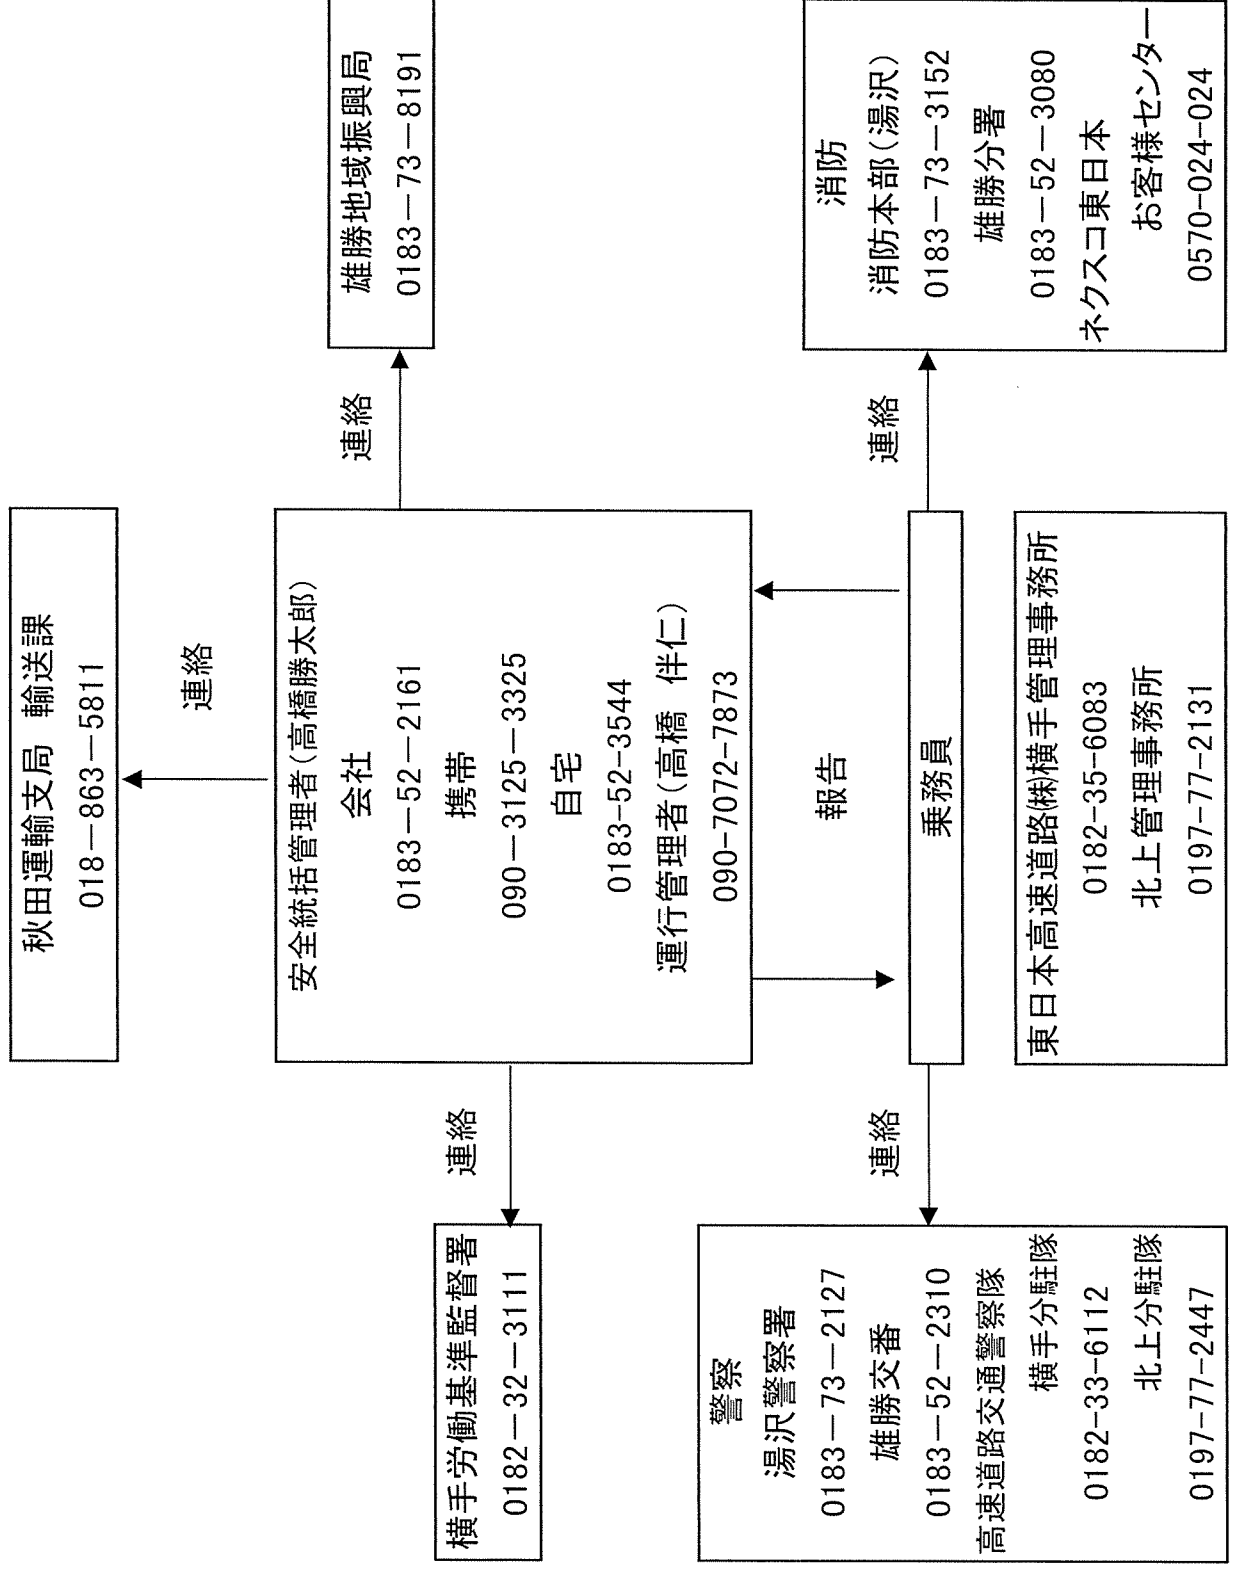 秋田運輸支局 輸送課
018－863－5811
連絡
安全統括管理者(高橋勝太郎)
会社
0183－52－2161
携帯
090－3125－3325
自宅
0183-52-3544
運行管理者(高橋 伴仁)
090-7072-7873
連絡
雄勝地域振興局
0183－73－8191
連絡
横手労働基準監督署
0182－32－3111
報告
乗務員
連絡
警察
湯沢警察署
0183－73－2127
雄勝交番
0183－52－2310
高速道路交通警察隊
横手分駐隊
0182-33-6112
北上分駐隊
0197-77-2447
東日本高速道路㈱横手管理事務所
0182-35-6083
北上管理事務所
0197-77-2131
連絡
消防
消防本部(湯沢)
0183－73－3152
雄勝分署
0183－52－3080
ネクスコ東日本
お客様センター
0570-024-024